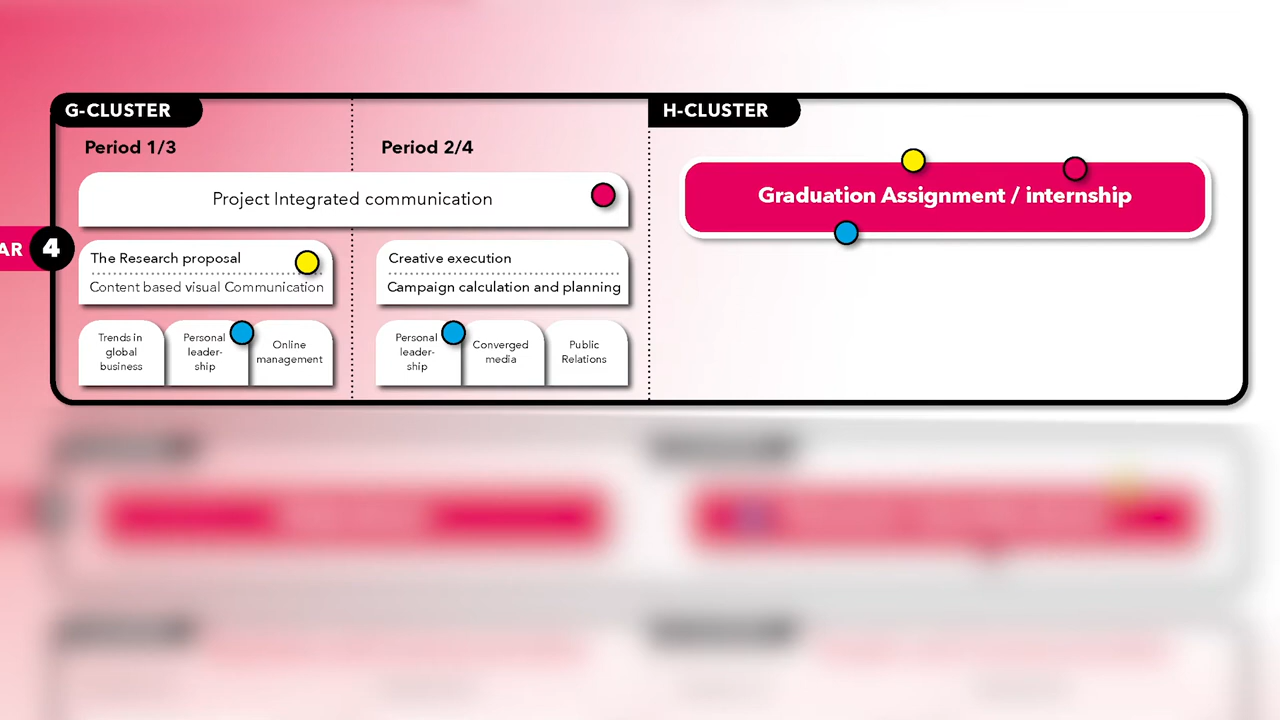 G-CLUSTER
H-CLUSTER
Period 1/3
Period 2/4
Project Integrated communication
Graduation Assignment / internship
AR 4
The Research proposal
Content based visual Communication
Creative execution
Campaign calculation and planning
Trends in
global
business
Personal
leader-
ship
Online
management
Personal
leader-
ship
Converged
media
Public
Relations